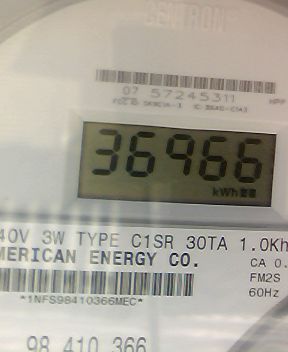 CENTRON
07 57245311
36966
kWh
40V 3W TYPE C1SR 30TA 1.0Kh
MERICAN ENERGY CO.
CA 0.
FM2S
60Hz
*1NFS98410366MEC*
98 410 366